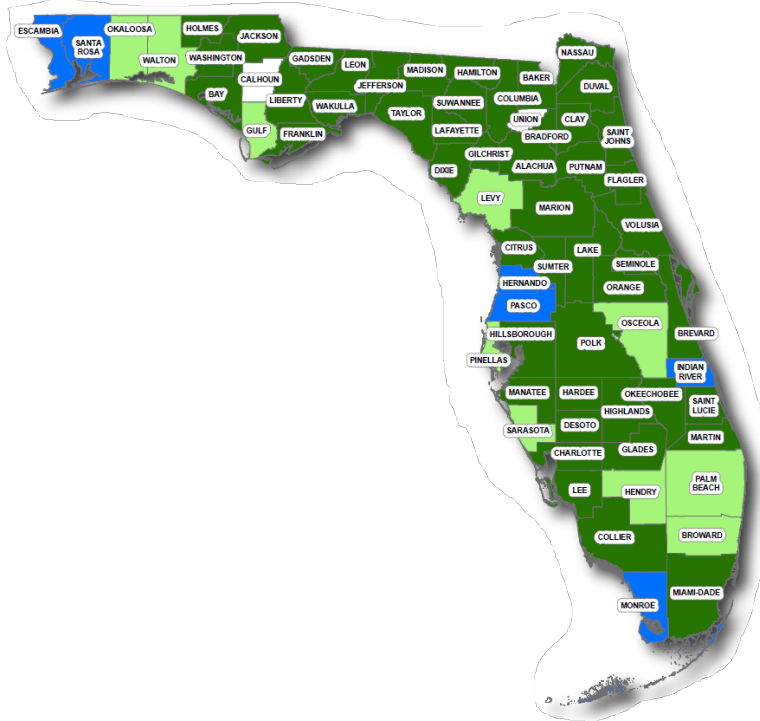 ESCAMBIA
SANTA
ROSA
OKALOOSA
WALTON
HOLMES
WASHINGTON
JACKSON
BAY
CALHOUN
GULF
LIBERTY
GADSDEN
FRANKLIN
LEON
WAKULLA
JEFFERSON
MADISON
TAYLOR
HAMILTON
SUWANNEE
LAFAYETTE
DIXIE
COLUMBIA
GILCHRIST
BAKER
UNION
BRADFORD
ALACHUA
NASSAU
DUVAL
CLAY
SAINT
JOHNS
PUTNAM
FLAGLER
LEVY
MARION
VOLUSIA
CITRUS
SUMTER
LAKE
SEMINOLE
HERNANDO
ORANGE
PASCO
OSCEOLA
BREVARD
HILLSBOROUGH
POLK
PINELLAS
INDIAN
RIVER
MANATEE
HARDEE
OKEECHOBEE
HIGHLANDS
SAINT
LUCIE
SARASOTA
DESOTO
MARTIN
CHARLOTTE
GLADES
LEE
HENDRY
PALM
BEACH
COLLIER
BROWARD
MONROE
MIAMI-DADE